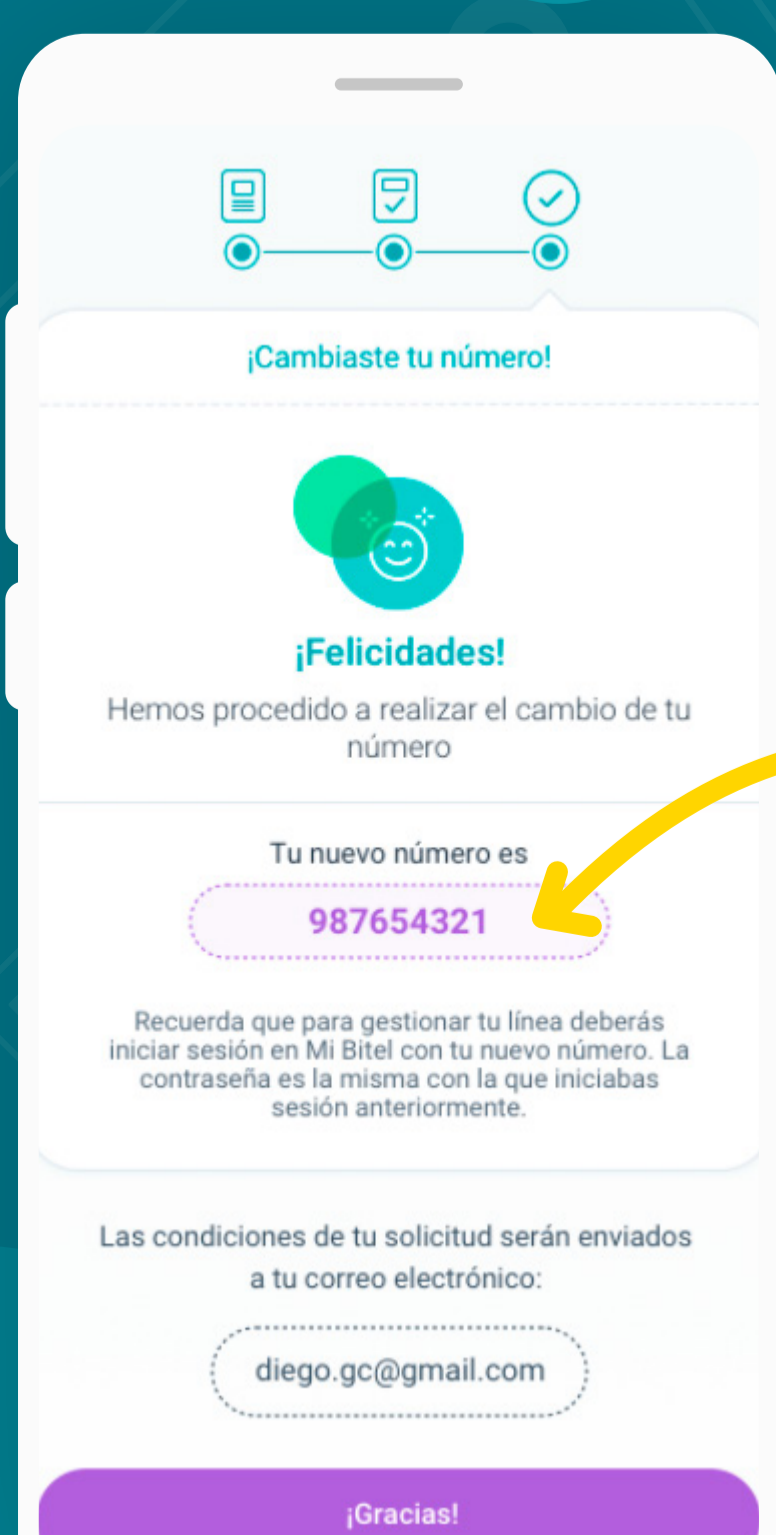 ¡Cambiaste tu número!
¡Felicidades!
Hemos procedido a realizar el cambio de tu
número
Tu nuevo número es
987654321
Recuerda que para gestionar tu línea deberás
iniciar sesión en Mi Bitel con tu nuevo número. La
contraseña es la misma con la que iniciabas
sesión anteriormente.
Las condiciones de tu solicitud serán enviados
a tu correo electrónico:
diego.gc@gmail.com
¡Gracias!